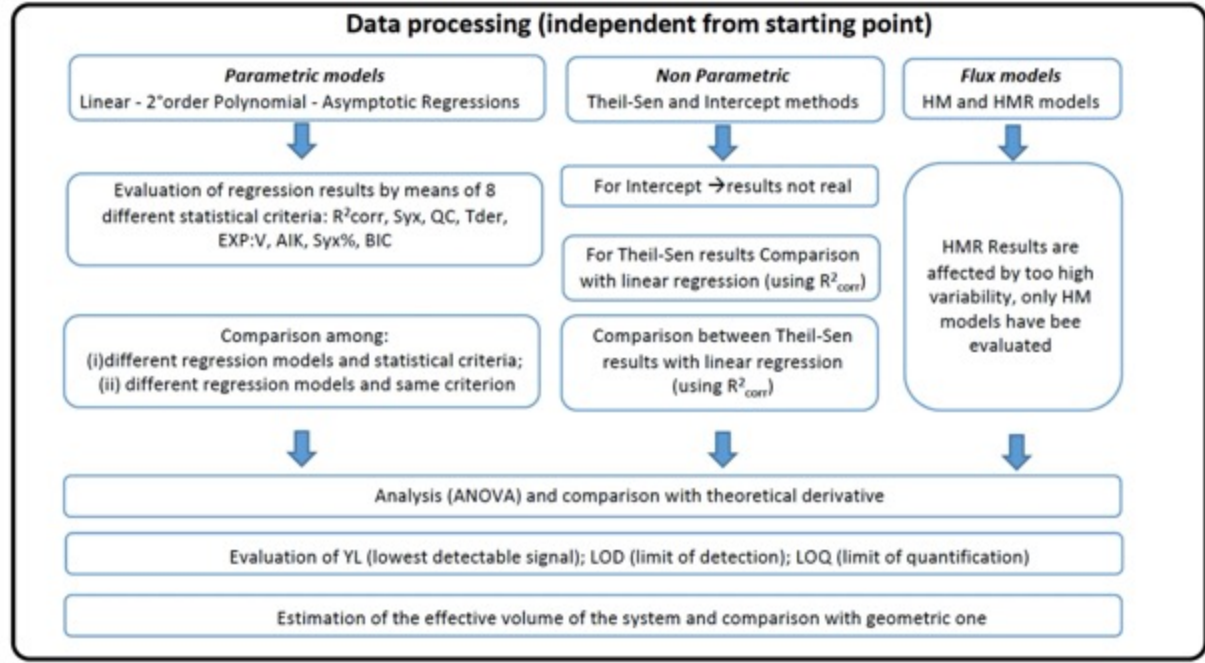 Data processing (independent from starting point)
Parametric models
Linear - 2°order Polynomial - Asymptotic Regressions
Non Parametric
Theil-Sen and Intercept methods
Flux models
HM and HMR models
Evaluation of regression results by means of 8
different statistical criteria: R²corr, Syx, QC, Tder,
EXP:V, AIK, Syx%, BIC
For Intercept →results not real
For Theil-Sen results Comparison
with linear regression (using R²corr)
HMR Results are
affected by too high
variability, only HM
models have bee
evaluated
Comparison among:
(i)different regression models and statistical criteria;
(ii) different regression models and same criterion
Comparison between Theil-Sen
results with linear regression
(using R²corr)
Analysis (ANOVA) and comparison with theoretical derivative
Evaluation of YL (lowest detectable signal); LOD (limit of detection); LOQ (limit of quantification)
Estimation of the effective volume of the system and comparison with geometric one